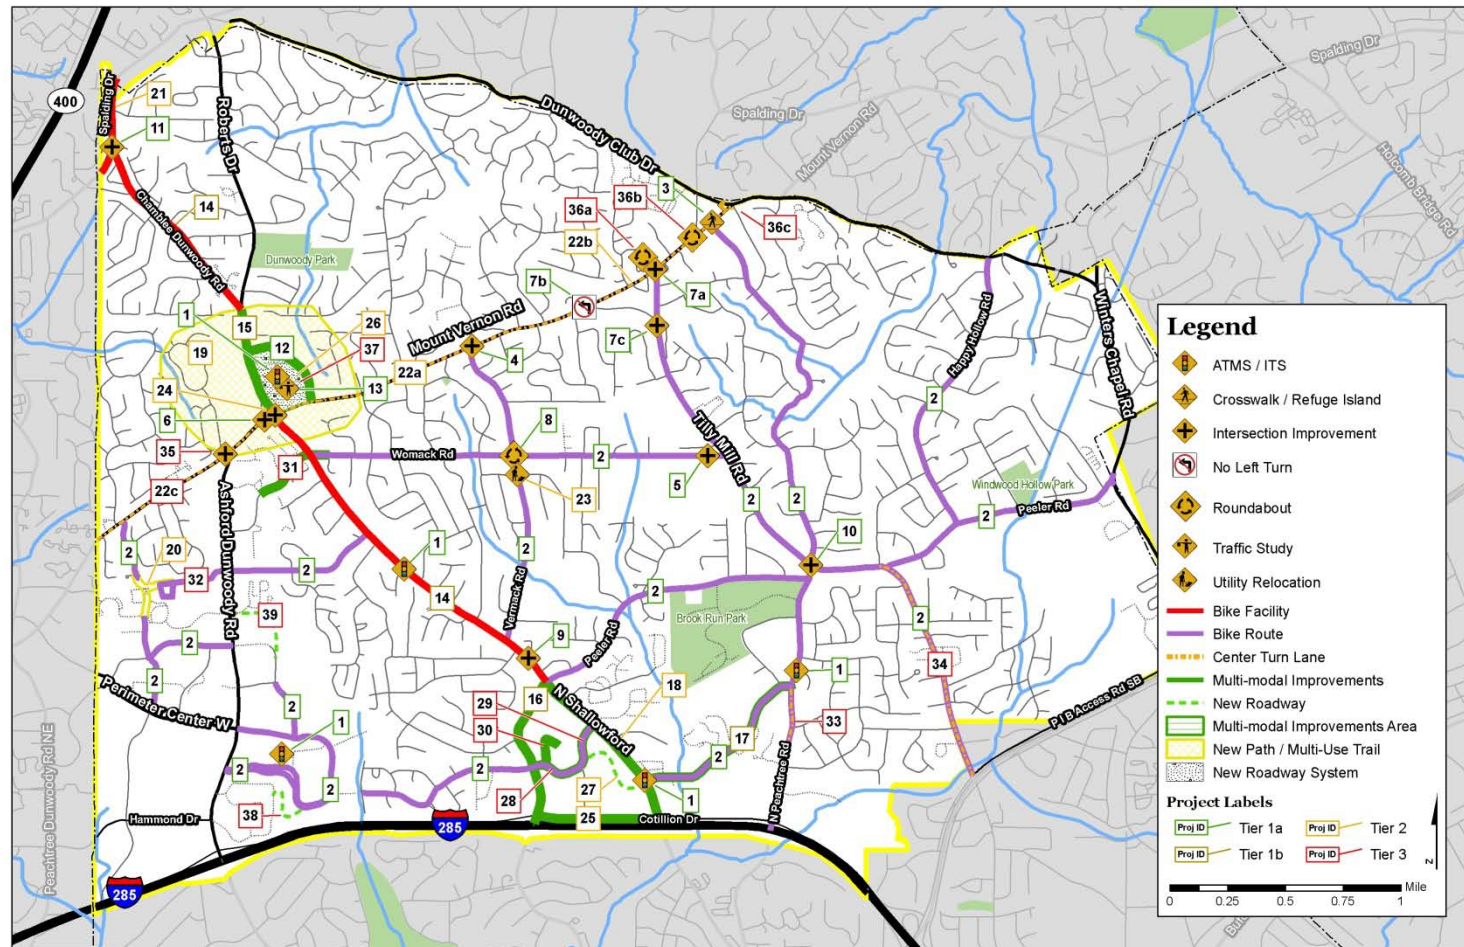 400
Spalding Dr
21
11
Roberts Dr
Dunwoody Club Dr
Spalding Dr
Mount Vernon Rd
Spalding Dr
Holcomb Bridge Rd
Chamblee Dunwoody Rd
14
Dunwoody Park
36b
3
36a
36c
22b
7b
7a
7c
1
15
12
26
37
19
24
6
13
Mount Vernon Rd
22a
4
Happy Hollow Rd
Winters Chapel Rd
2
35
31
Womack Rd
8
2
5
Tilly Mill Rd
22c
23
2
2
Windwood Hollow Park
Peeler Rd
2
10
Ashford Dunwoody Rd
2
20
32
2
1
14
2
Vermack Rd
2
Brook Run Park
2
34
39
2
2
9
Peeler Rd
1
Perimeter Center W
2
16
N Shallowford
29
18
30
33
17
P I B Access Rd SB
1
2
2
2
28
27
2
1
N Peachtree Rd
38
25
Cotillion Dr
Hammond Dr
285
285
Peachtree Dunwoody Rd NE
Legend
ATMS / ITS
Crosswalk / Refuge Island
Intersection Improvement
No Left Turn
Roundabout
Traffic Study
Utility Relocation
Bike Facility
Bike Route
Center Turn Lane
Multi-modal Improvements
New Roadway
Multi-modal Improvements Area
New Path / Multi-Use Trail
New Roadway System
Project Labels
Proj ID Tier 1a Proj ID Tier 2
Proj ID Tier 1b Proj ID Tier 3
Z
Mile
0 0.25 0.5 0.75 1